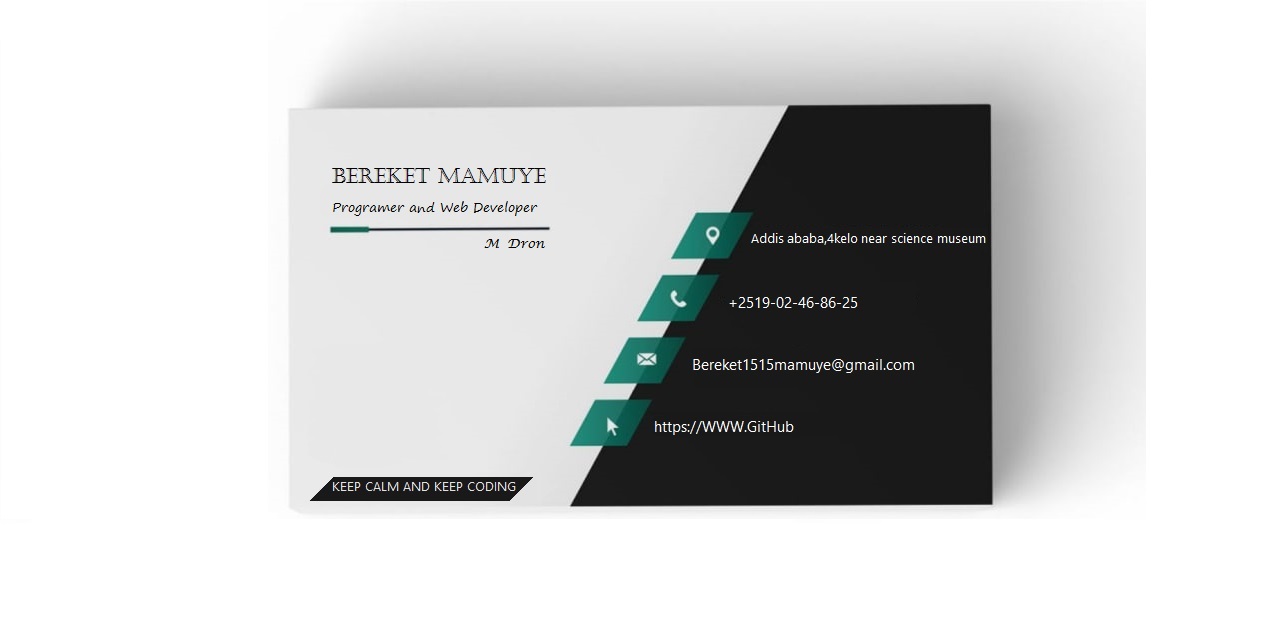 BEREKET MAMUYE
Programer and Web Developer
M Dron
Addis ababa,4kelo near science museum
+2519-02-46-86-25
Bereket1515mamuye@gmail.com
https://WWW.GitHub
KEEP CALM AND KEEP CODING